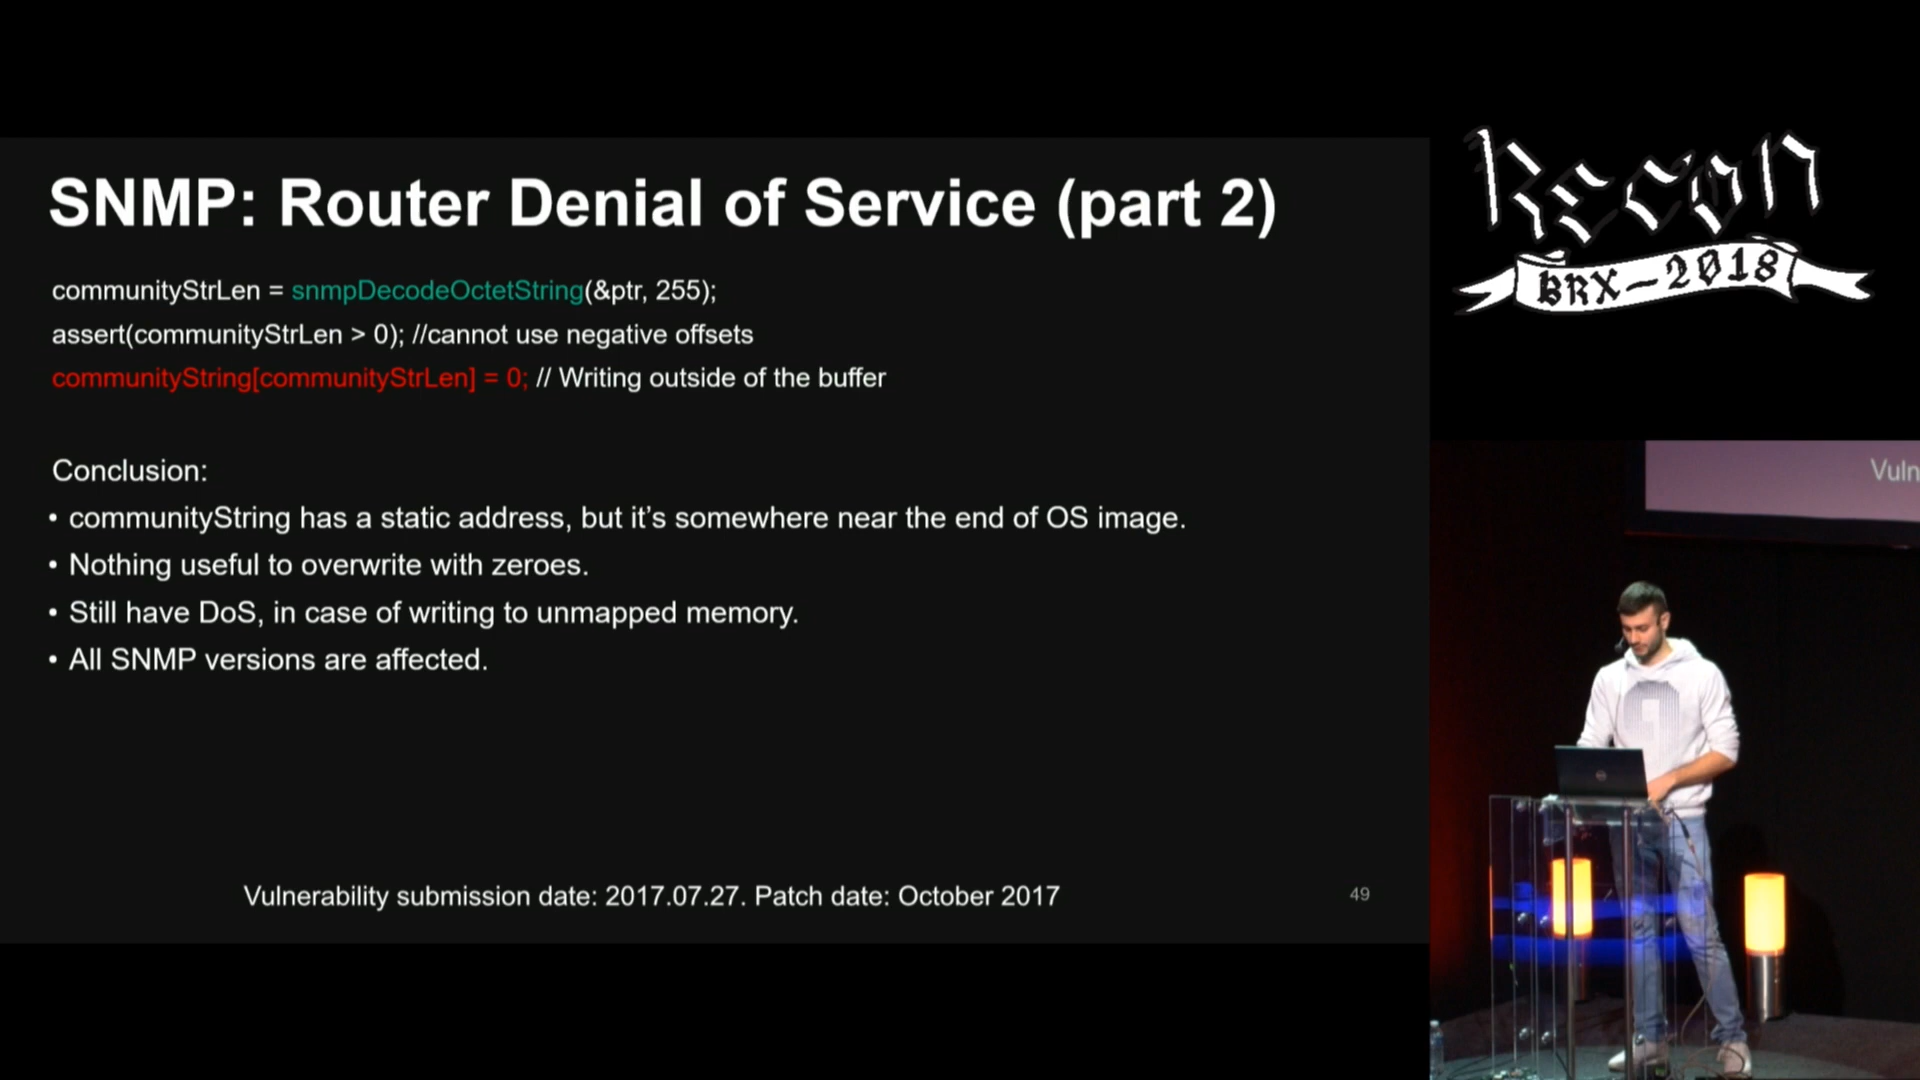 SNMP: Router Denial of Service (part 2)
communityStrLen = snmpDecodeOctetString(&ptr, 255);
assert(communityStrLen > 0); //cannot use negative offsets
communityString[communityStrLen] = 0; // Writing outside of the buffer
Conclusion:
• communityString has a static address, but it’s somewhere near the end of OS image.
• Nothing useful to overwrite with zeroes.
• Still have DoS, in case of writing to unmapped memory.
• All SNMP versions are affected.
Vulnerability submission date: 2017.07.27. Patch date: October 2017
49
Recon
BRX-2018
Vuln